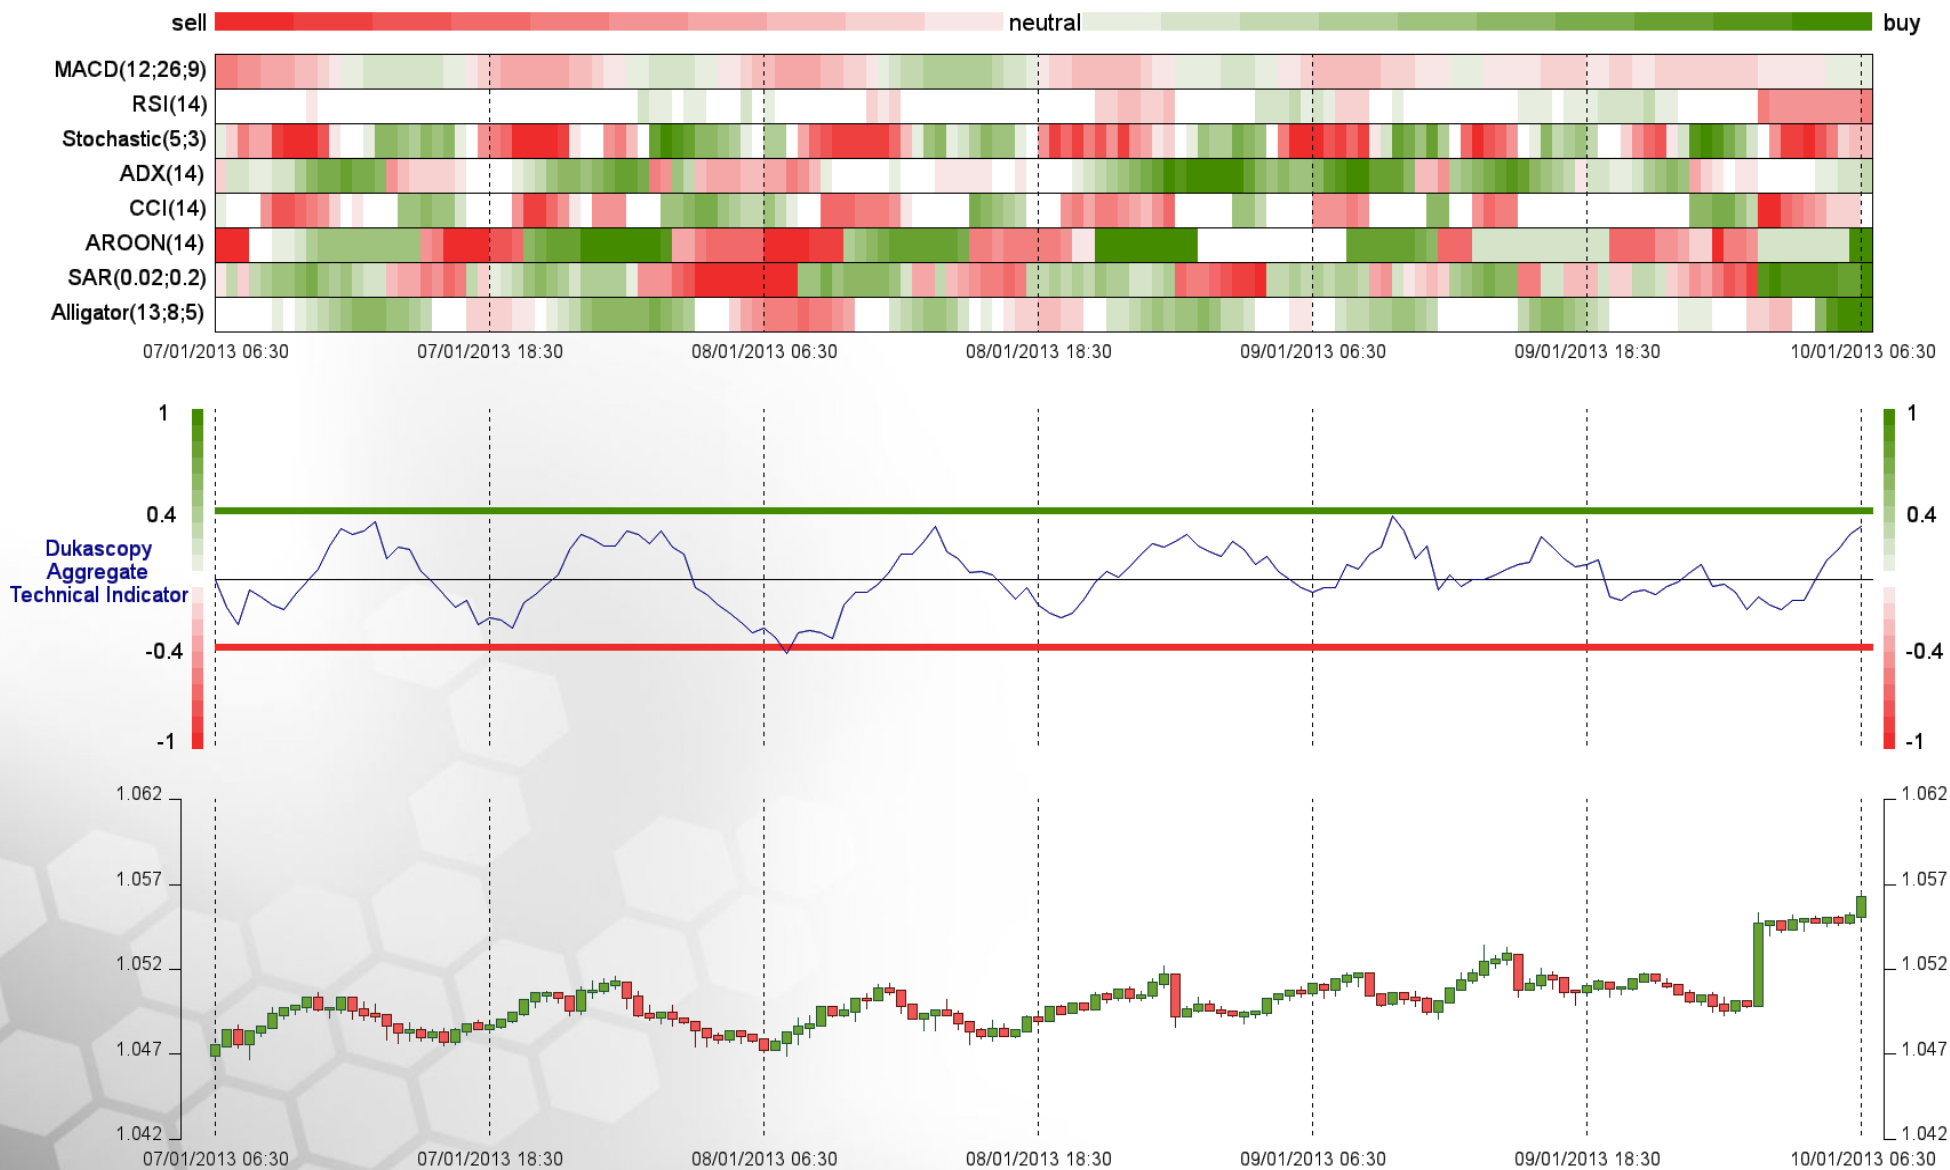 sell neutral buy
MACD(12;26;9)
RSI(14)
Stochastic(5;3)
ADX(14)
CCI(14)
AROON(14)
SAR(0.02;0.2)
Alligator(13;8;5)
07/01/2013 06:30 07/01/2013 18:30 08/01/2013 06:30 08/01/2013 18:30 09/01/2013 06:30 09/01/2013 18:30 10/01/2013 06:30
1 1
0.4 0.4
Dukascopy
Aggregate
Technical Indicator
-0.4 -0.4
-1 -1
1.062 1.062
1.057 1.057
1.052 1.052
1.047 1.047
1.042 1.042
07/01/2013 06:30 07/01/2013 18:30 08/01/2013 06:30 08/01/2013 18:30 09/01/2013 06:30 09/01/2013 18:30 10/01/2013 06:30